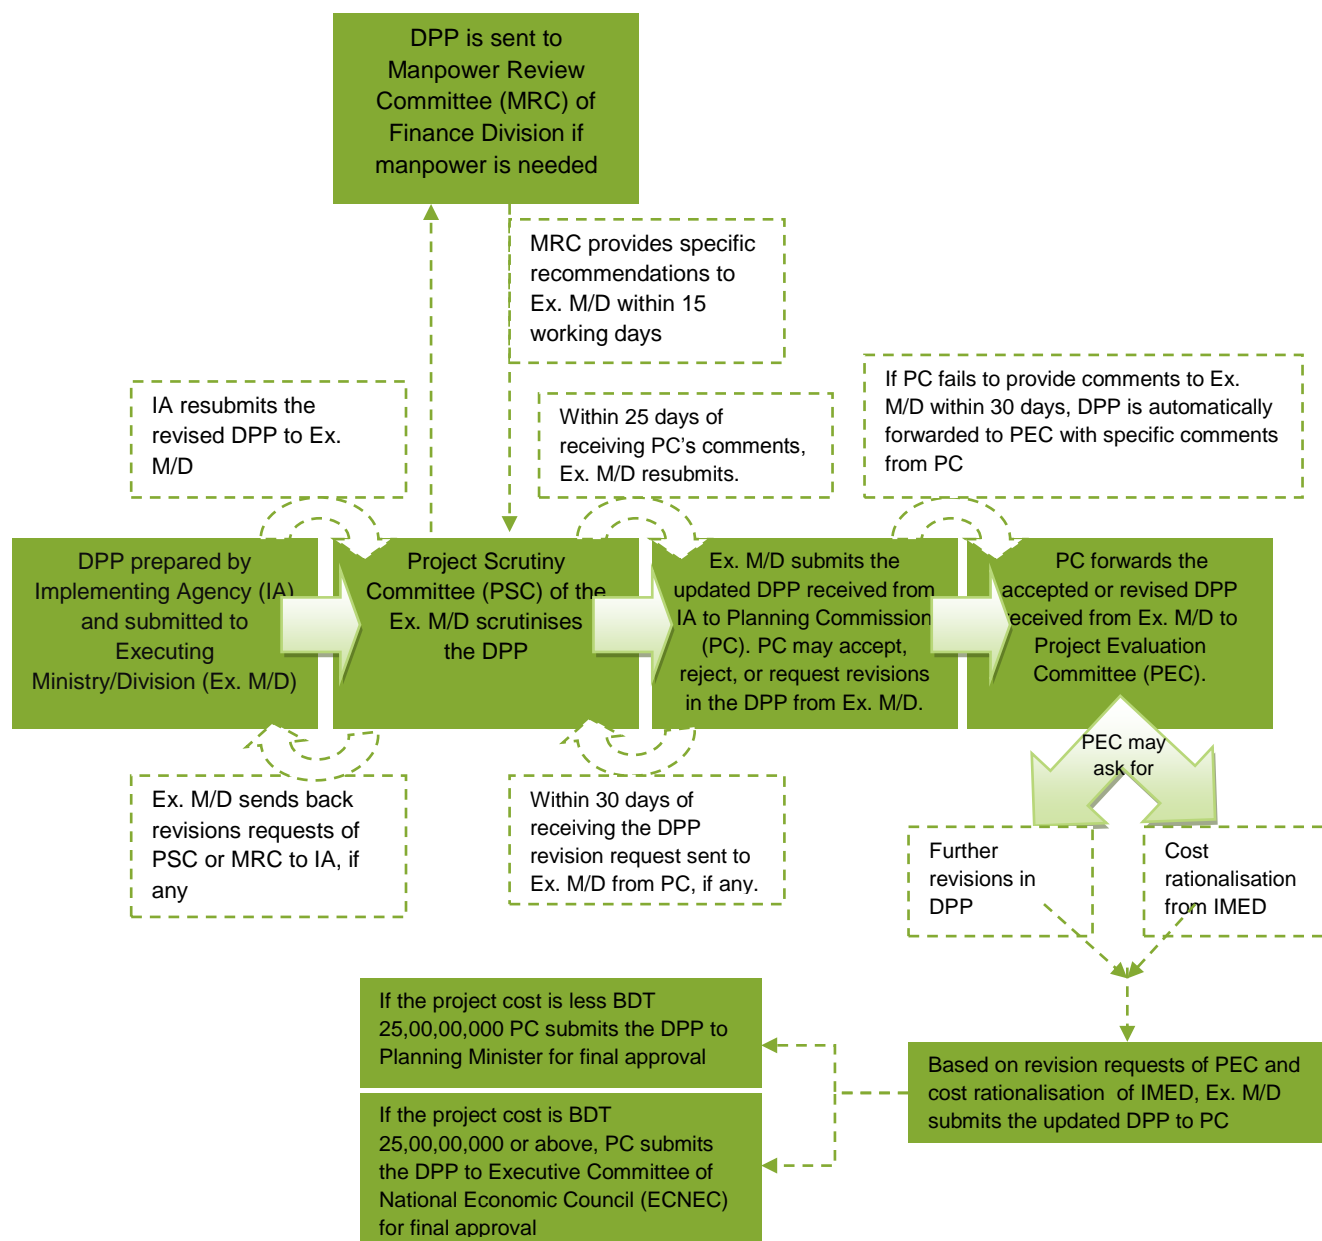 DPP is sent to
Manpower Review
Committee (MRC) of
Finance Division if
manpower is needed
MRC provides specific
recommendations to
Ex. M/D within 15
working days
IA resubmits the
revised DPP to Ex.
M/D
Within 25 days of
receiving PC’s comments,
Ex. M/D resubmits.
If PC fails to provide comments to Ex.
M/D within 30 days, DPP is automatically
forwarded to PEC with specific comments
from PC
DPP prepared by
Implementing Agency (IA)
and submitted to
Executing
Ministry/Division (Ex. M/D)
Project Scrutiny
Committee (PSC) of the
Ex. M/D scrutinises
the DPP
Ex. M/D submits the
updated DPP received from
IA to Planning Commission
(PC). PC may accept,
reject, or request revisions
in the DPP from Ex. M/D.
PC forwards the
accepted or revised DPP
received from Ex. M/D to
Project Evaluation
Committee (PEC).
Ex. M/D sends back
revisions requests of
PSC or MRC to IA, if
any
Within 30 days of
receiving the DPP
revision request sent to
Ex. M/D from PC, if any.
PEC may
ask for
Further
revisions in
DPP
Cost
rationalisation
from IMED
If the project cost is less BDT
25,00,00,000 PC submits the DPP to
Planning Minister for final approval
If the project cost is BDT
25,00,00,000 or above, PC submits
the DPP to Executive Committee of
National Economic Council (ECNEC)
for final approval
Based on revision requests of PEC and
cost rationalisation of IMED, Ex. M/D
submits the updated DPP to PC